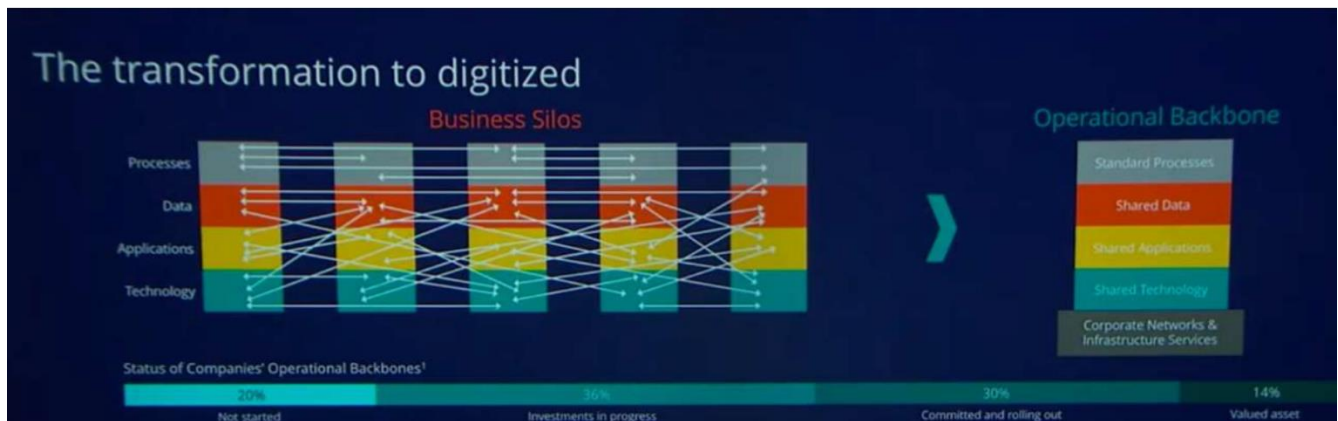 The transformation to digitized
Business Silos
Operational Backbone
Processes
Data
Applications
Technology
Standard Processes
Shared Data
Shared Applications
Shared Technology
Corporate Networks &
Infrastructure Services
Status of Companies' Operational Backbones¹
20%
36%
30%
14%
Not started
Investments in progress
Committed and rolling out
Valued asset